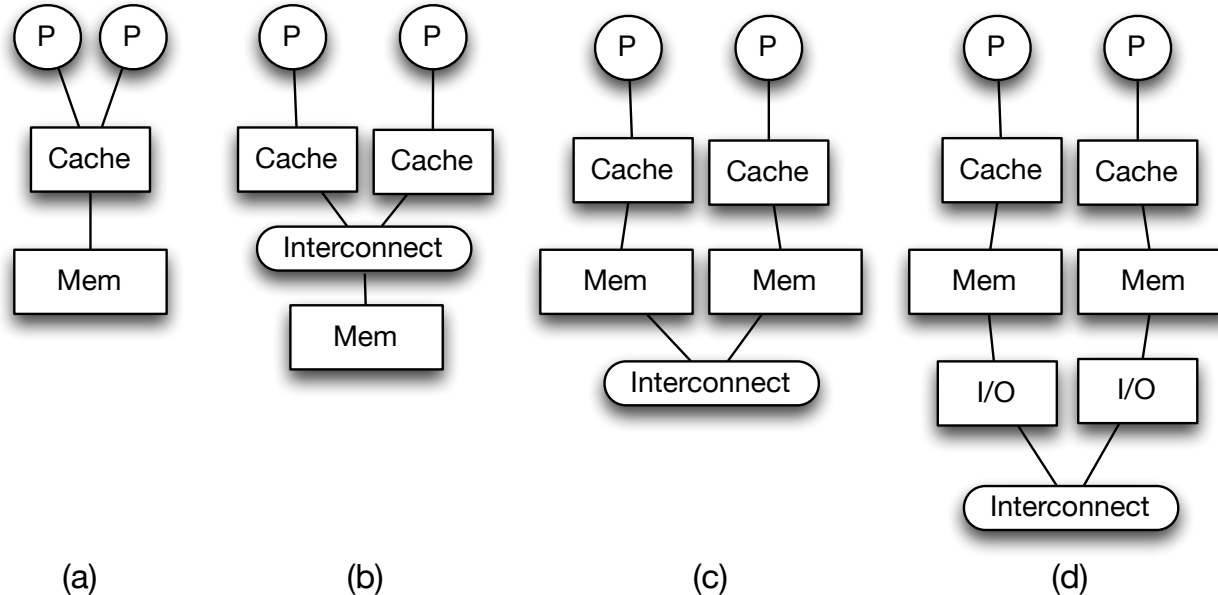 P
P
Cache
Mem
(a)
P
P
Cache
Cache
Interconnect
Mem
(b)
P
P
Cache
Cache
Mem
Mem
Interconnect
(c)
P
P
Cache
Cache
Mem
Mem
I/O
I/O
Interconnect
(d)